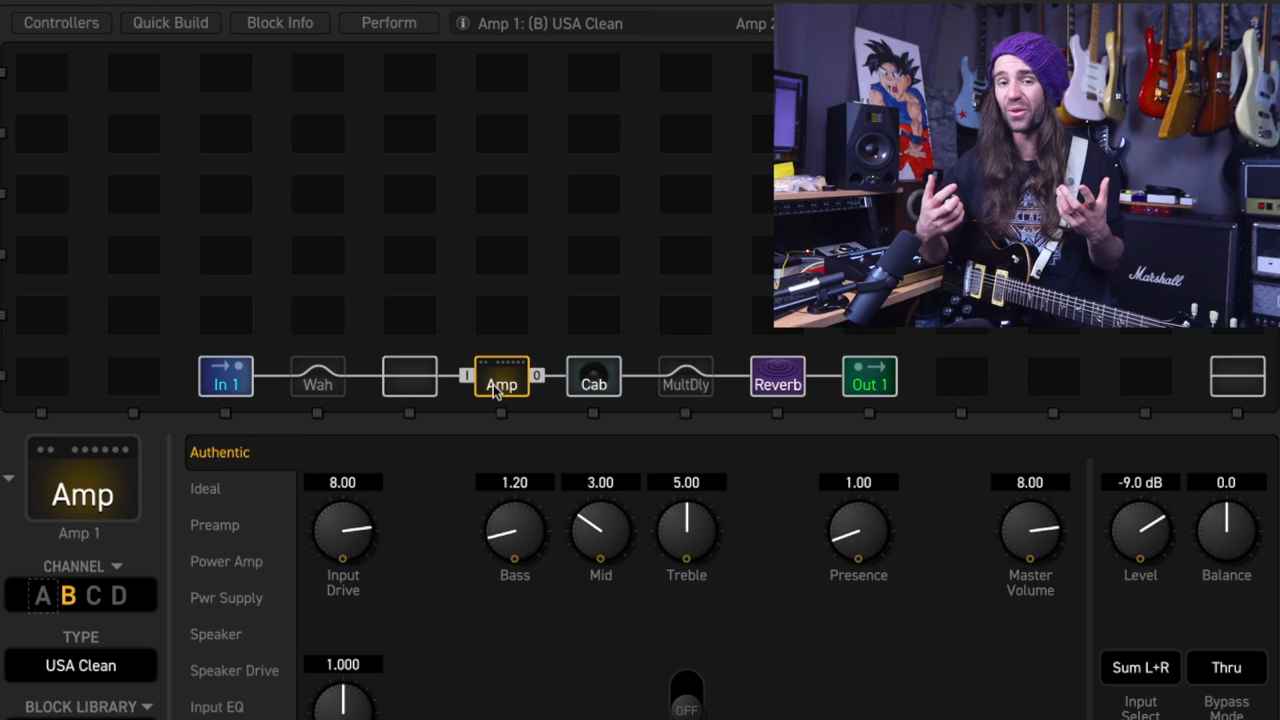 Controllers
Quick Build
Block Info
Perform
Amp 1: (B) USA Clean
Amp 2
Marshall
In 1
Wah
I
Amp
O
Cab
MultDly
Reverb
Out 1
Amp
Amp 1
CHANNEL
A B C D
TYPE
USA Clean
BLOCK LIBRARY
Authentic
Ideal
Preamp
Power Amp
Pwr Supply
Speaker
Speaker Drive
Input EQ
8.00
1.20
3.00
5.00
1.00
8.00
-9.0 dB
0.0
Input
Drive
Bass
Mid
Treble
Presence
Master
Volume
Level
Balance
1.000
OFF
Sum L+R
Thru
Input
Select
Bypass
Mode